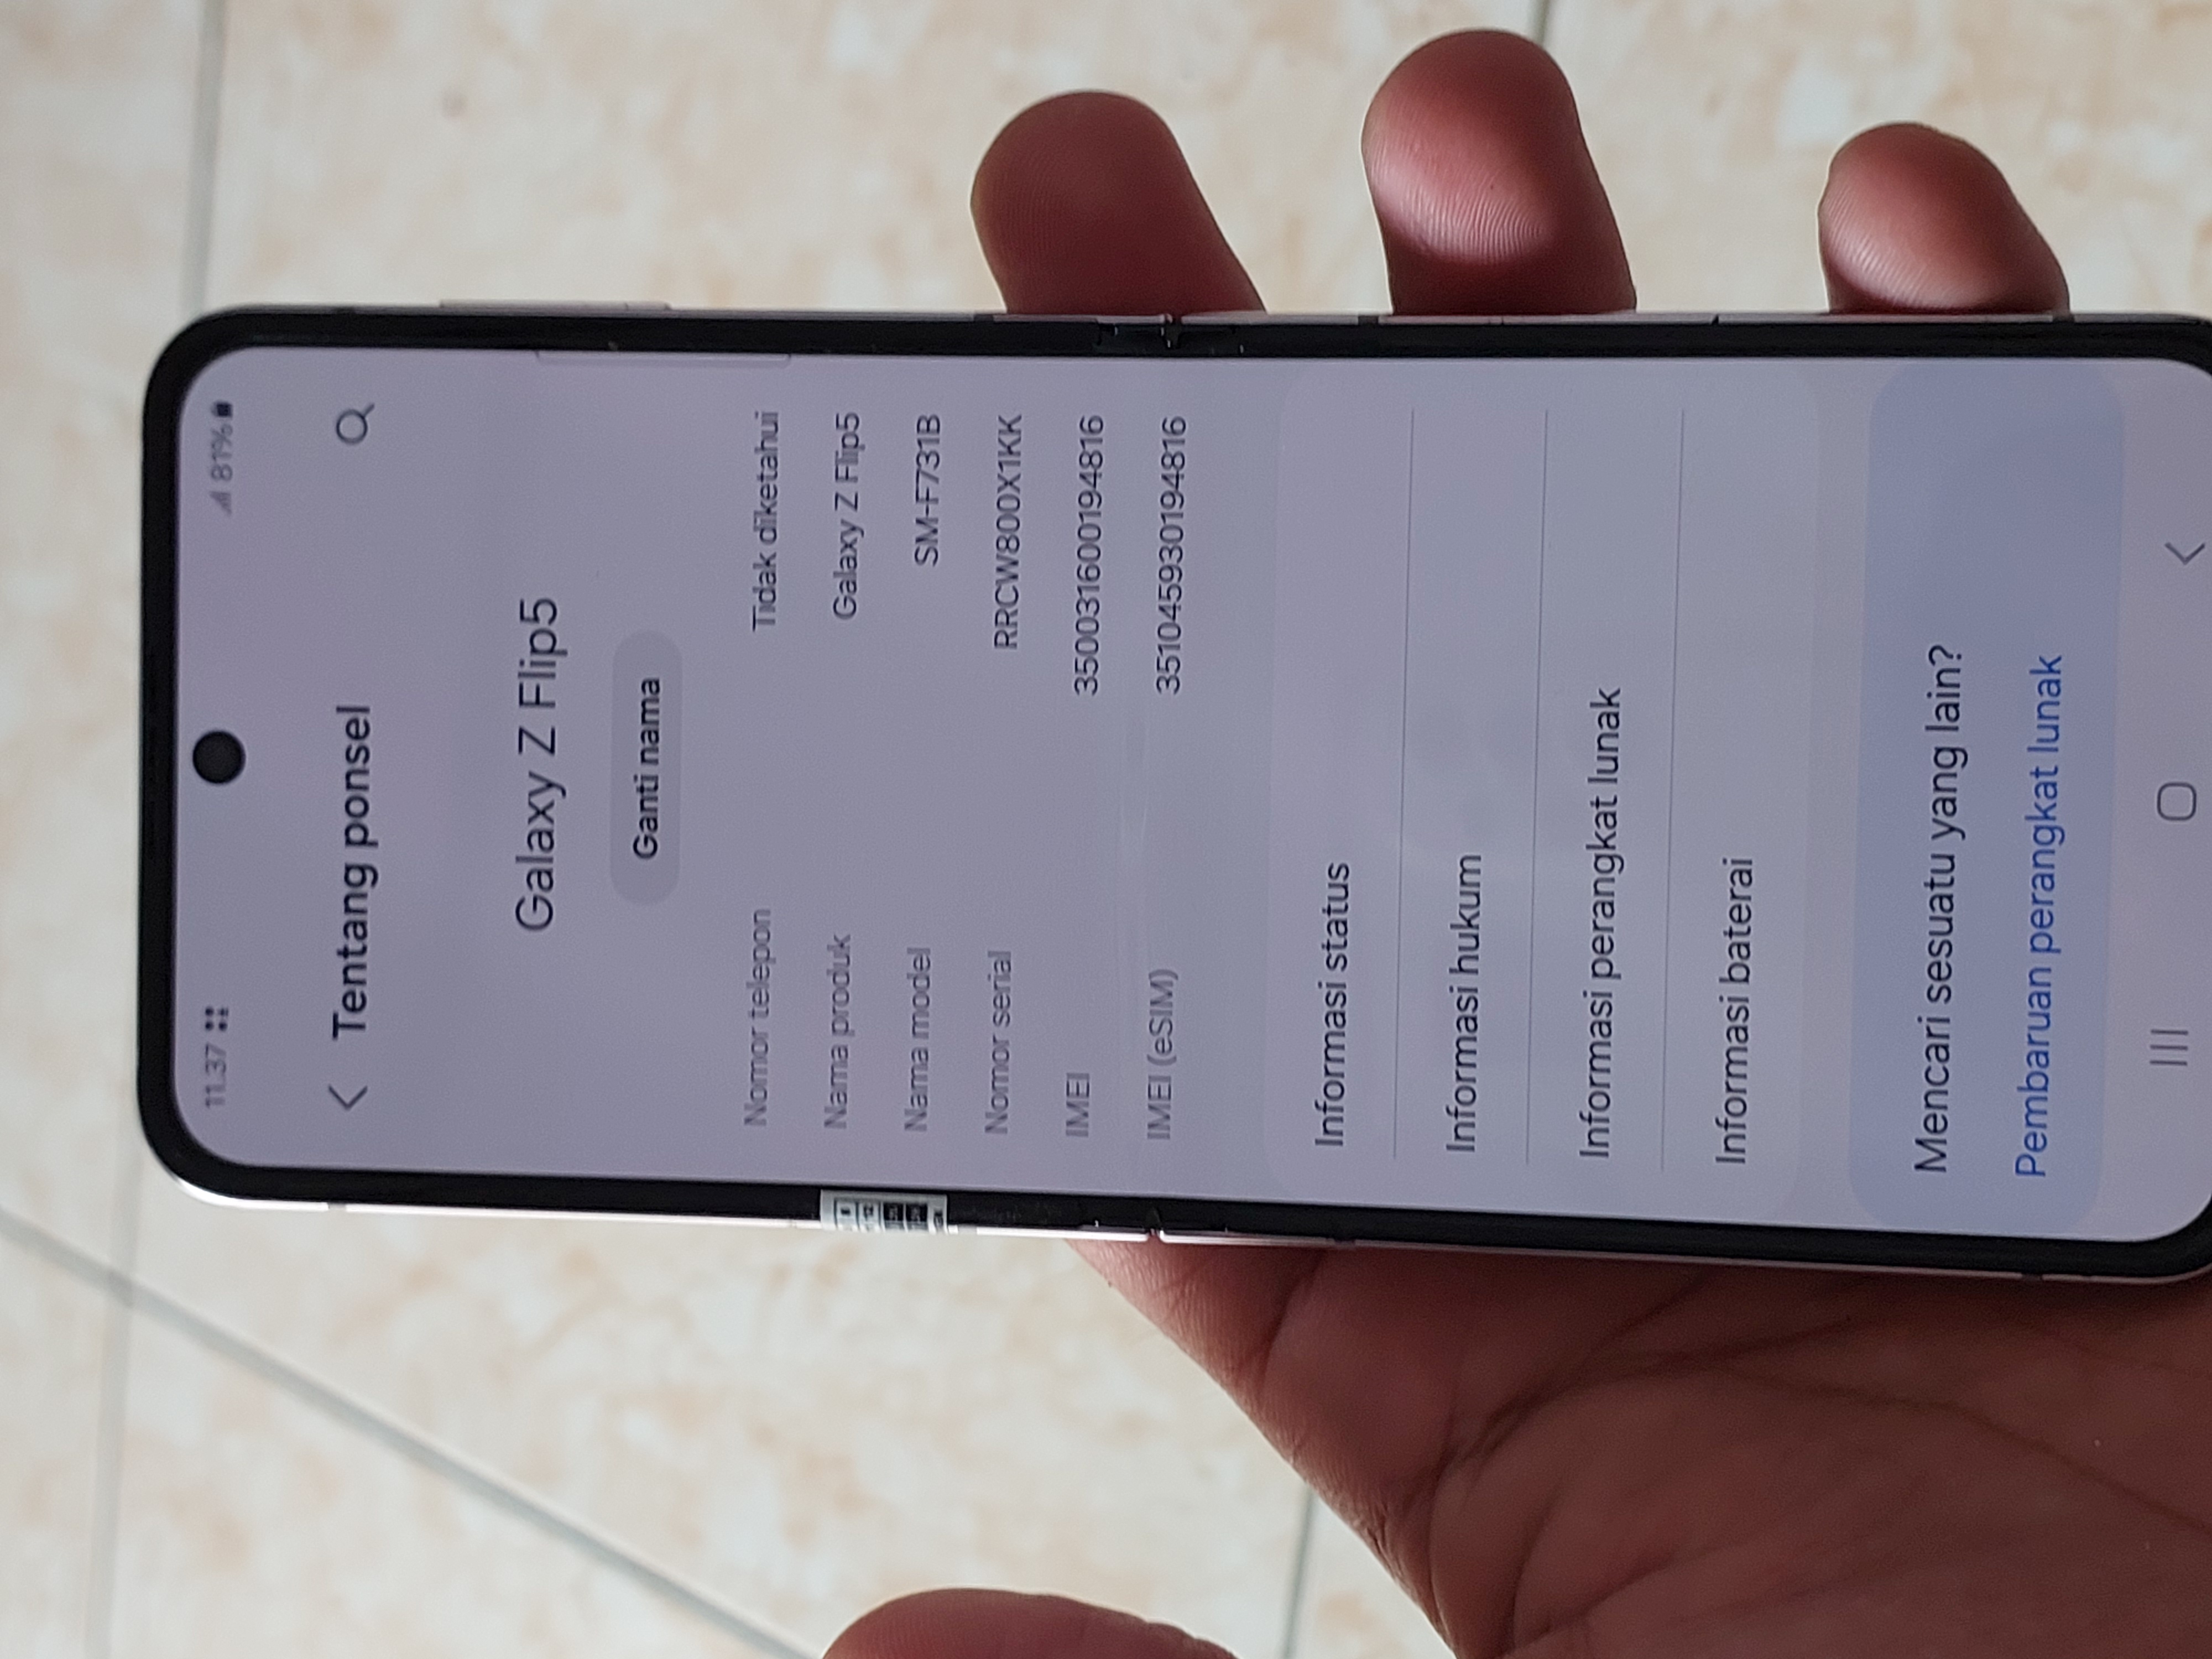 11.37
81%
Tentang ponsel
Galaxy Z Flip5
Ganti nama
Nomor telepon Tidak diketahui
Nama produk Galaxy Z Flip5
Nama model SM-F731B
Nomor serial RRCW800X1KK
IMEI 350031600194816
IMEI (eSIM) 351045930194816
Informasi status
Informasi hukum
Informasi perangkat lunak
Informasi baterai
Mencari sesuatu yang lain?
Pembaruan perangkat lunak